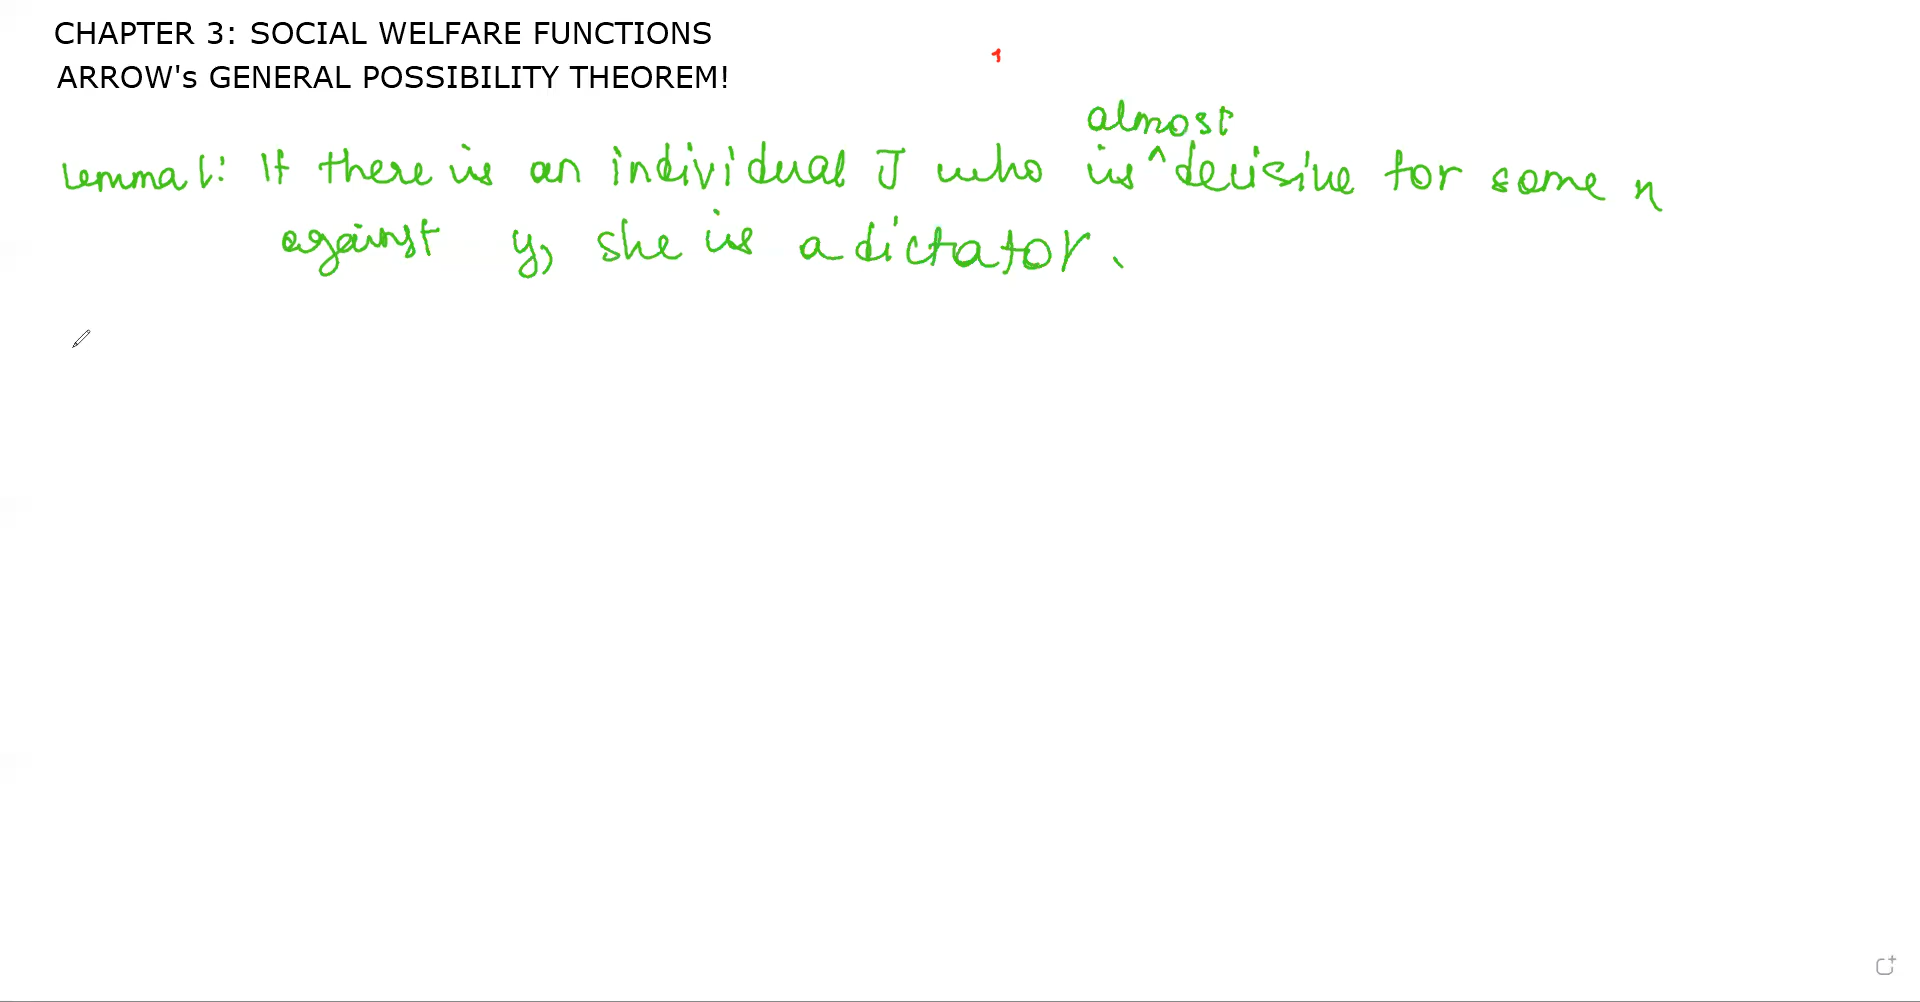 CHAPTER 3: SOCIAL WELFARE FUNCTIONS
ARROW's GENERAL POSSIBILITY THEOREM!
almost
Lemma 1: If there is an individual J who is ^ decisive for some x
against y, she is a dictator.